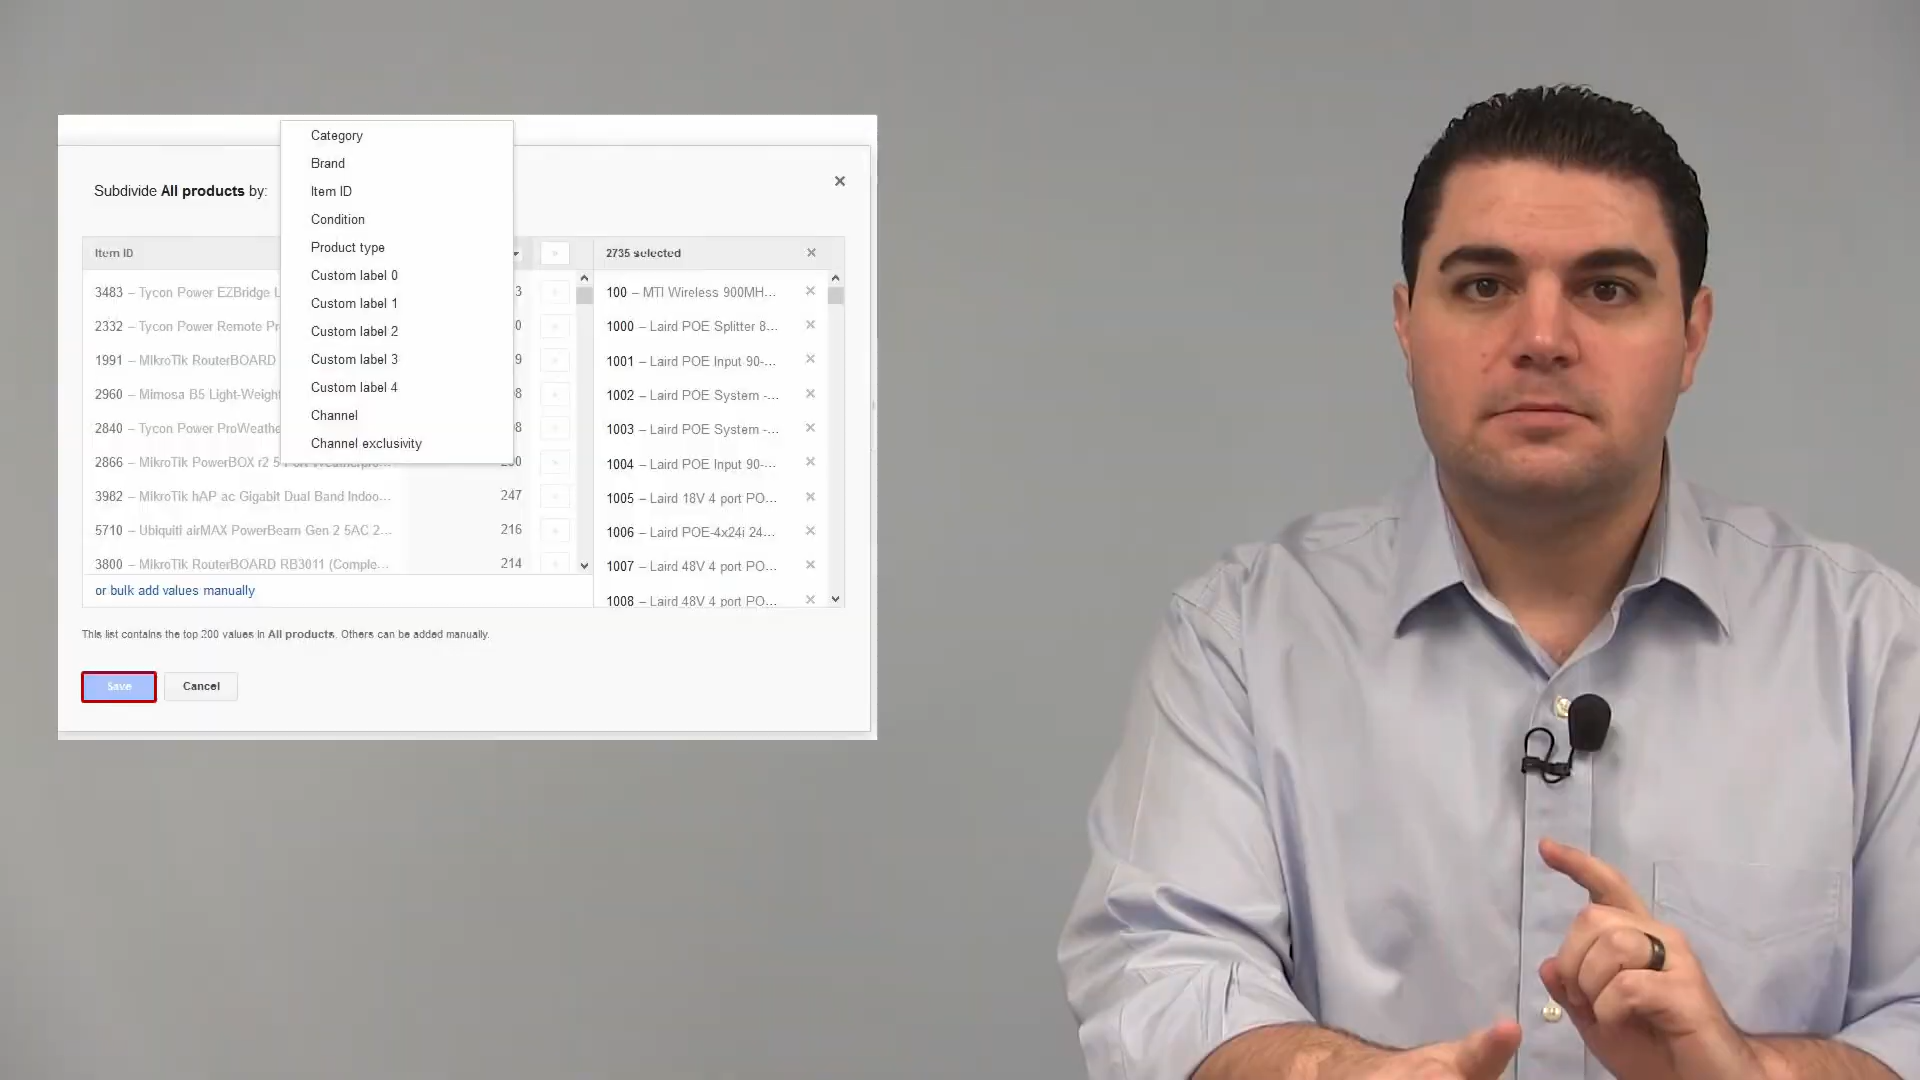 Category
Brand
Subdivide All products by:
Item ID
Condition
Product type
Custom label 0
Custom label 1
Custom label 2
Custom label 3
Custom label 4
Channel
Channel exclusivity
Item ID
3483 – Tycon Power EZBridge L
3
2332 – Tycon Power Remote Pr
0
1991 – MikroTik RouterBOARD
9
2960 – Mimosa B5 Light-Weight
8
2840 – Tycon Power ProWeathe
8
2866 – MikroTik PowerBOX r2 5
0
3982 – MikroTik hAP ac Gigabit Dual Band Indoo... 247
5710 – Ubiquiti airMAX PowerBeam Gen 2 5AC 2... 216
3800 – MikroTik RouterBOARD RB3011 (Comple... 214
or bulk add values manually
2735 selected
100 – MTI Wireless 900MH...
1000 – Laird POE Splitter 8...
1001 – Laird POE Input 90-...
1002 – Laird POE System -...
1003 – Laird POE System -...
1004 – Laird POE Input 90-...
1005 – Laird 18V 4 port PO...
1006 – Laird POE-4x24i 24...
1007 – Laird 48V 4 port PO...
1008 – Laird 48V 4 port PO...
This list contains the top 200 values in All products. Others can be added manually.
Save
Cancel